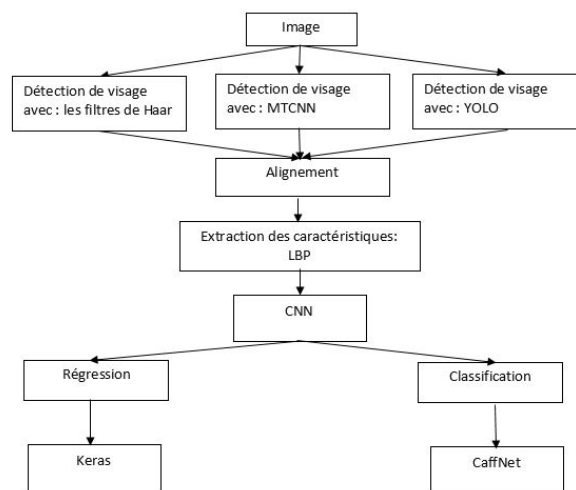 Image
Détection de visage
avec : les filtres de Haar
Détection de visage
avec : MTCNN
Détection de visage
avec : YOLO
Alignement
Extraction des caractéristiques:
LBP
CNN
Régression
Classification
Keras
CaffNet